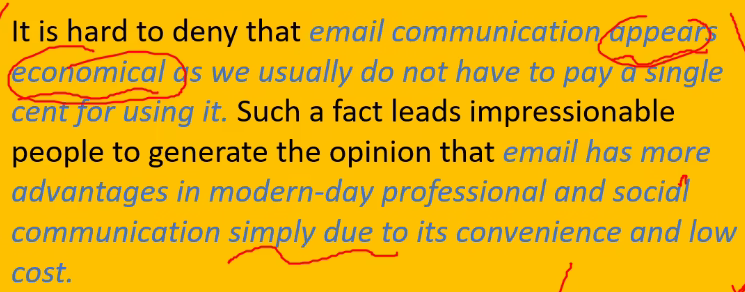 It is hard to deny that email communication appears
economical as we usually do not have to pay a single
cent for using it. Such a fact leads impressionable
people to generate the opinion that email has more
advantages in modern-day professional and social
communication simply due to its convenience and low
cost.